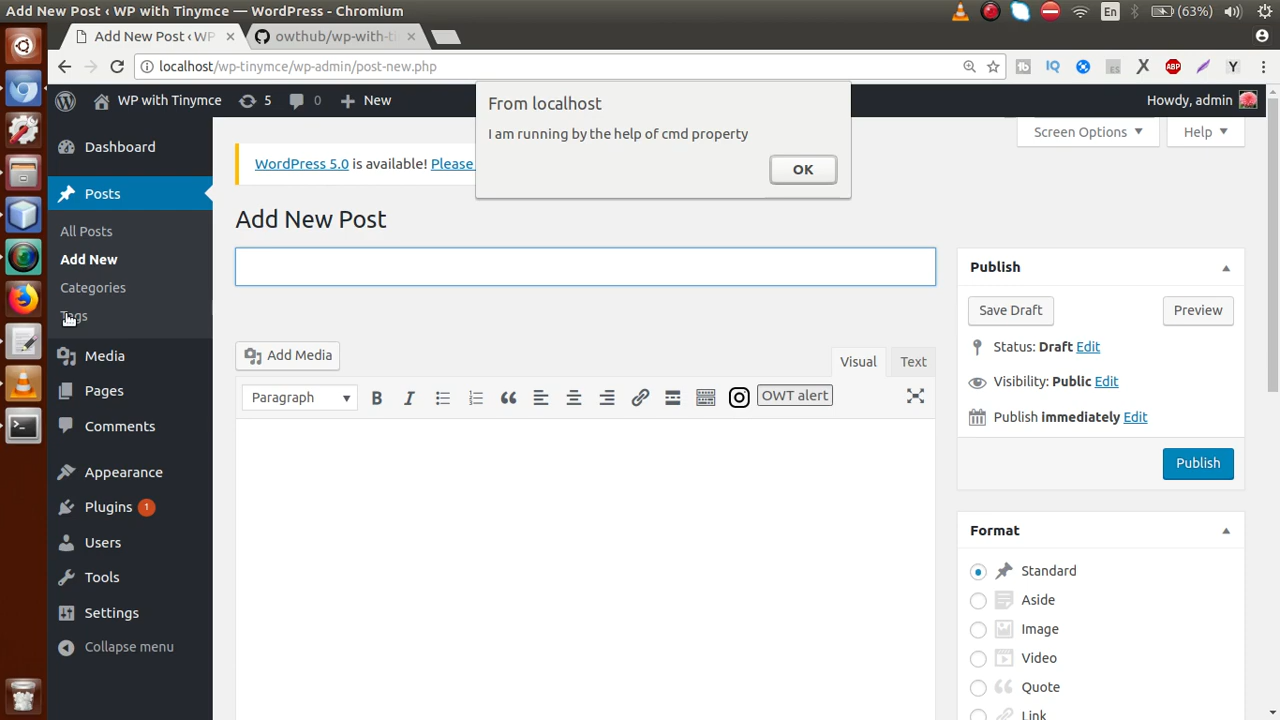 Add New Post ‹ WP with Tinymce — WordPress - Chromium
En
(63%)
Add New Post ‹ WP
owthub/wp-with-t
localhost/wp-tinymce/wp-admin/post-new.php
IQ
ES
X
ABP
Y
WP with Tinymce
5
0
New
Howdy, admin
From localhost
I am running by the help of cmd property
OK
Screen Options
Help
WordPress 5.0 is available! Please
Dashboard
Posts
All Posts
Add New
Categories
Tags
Media
Pages
Comments
Appearance
Plugins 1
Users
Tools
Settings
Collapse menu
Add New Post
Add Media
Visual
Text
Paragraph
B
I
OWT alert
Publish
Save Draft
Preview
Status: Draft Edit
Visibility: Public Edit
Publish immediately Edit
Publish
Format
Standard
Aside
Image
Video
Quote
Link